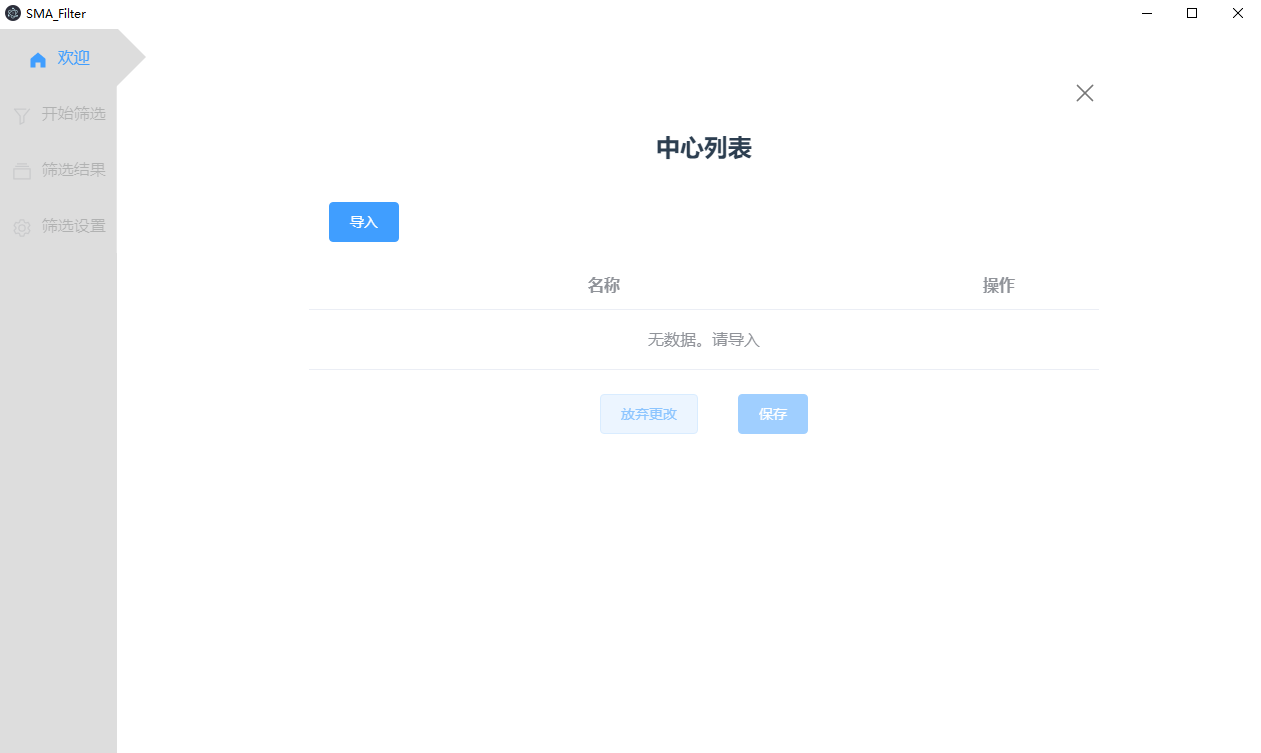 SMA_Filter
欢迎
开始筛选
筛选结果
筛选设置
中心列表
导入
名称 操作
无数据。请导入
放弃更改 保存